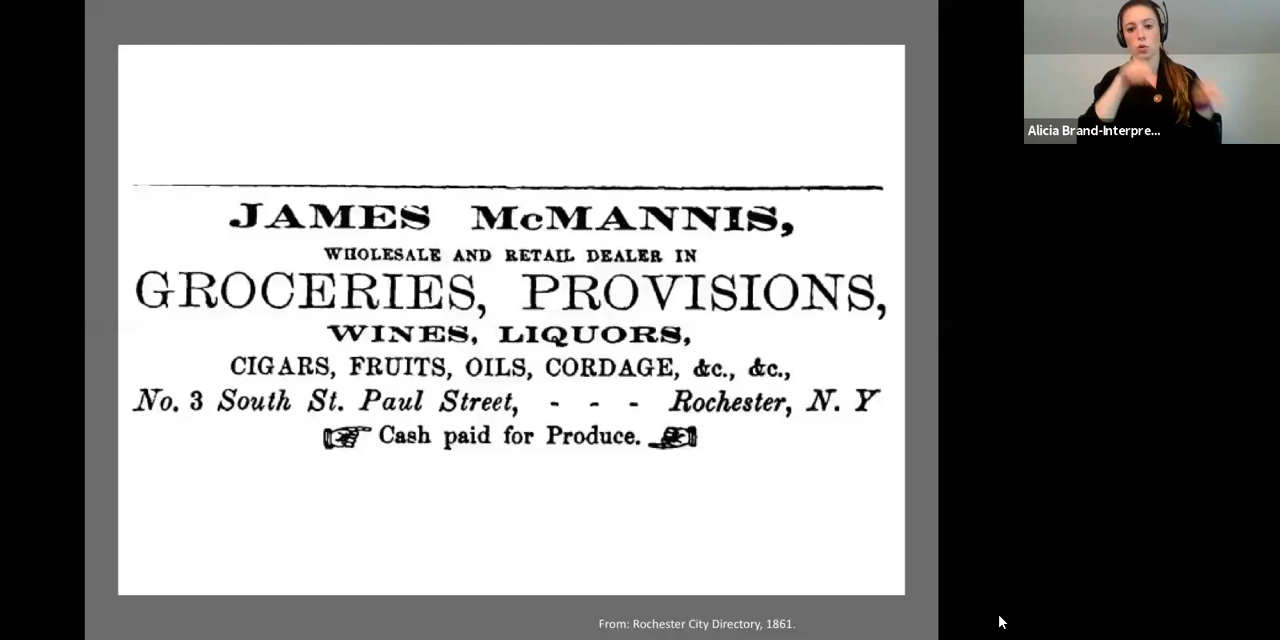 JAMES McMANNIS,
WHOLESALE AND RETAIL DEALER IN
GROCERIES, PROVISIONS,
WINES, LIQUORS,
CIGARS, FRUITS, OILS, CORDAGE, &c., &c.,
No. 3 South St. Paul Street, - - - Rochester, N. Y
Cash paid for Produce.
From: Rochester City Directory, 1861.
Alicia Brand-Interpre...